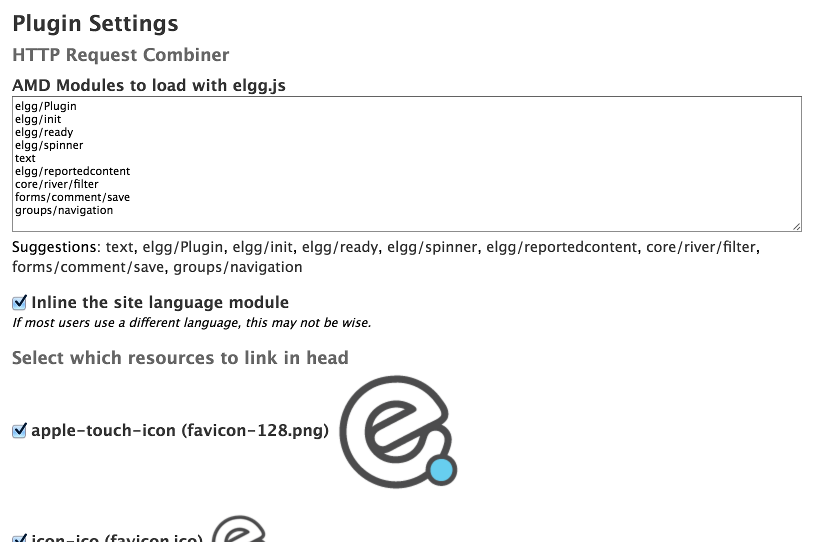 Plugin Settings
HTTP Request Combiner
AMD Modules to load with elgg.js
elgg/Plugin
elgg/init
elgg/ready
elgg/spinner
text
elgg/reportedcontent
core/river/filter
forms/comment/save
groups/navigation
Suggestions: text, elgg/Plugin, elgg/init, elgg/ready, elgg/spinner, elgg/reportedcontent, core/river/filter,
forms/comment/save, groups/navigation
Inline the site language module
If most users use a different language, this may not be wise.
Select which resources to link in head
apple-touch-icon (favicon-128.png)
icon-ico (favicon.ico)